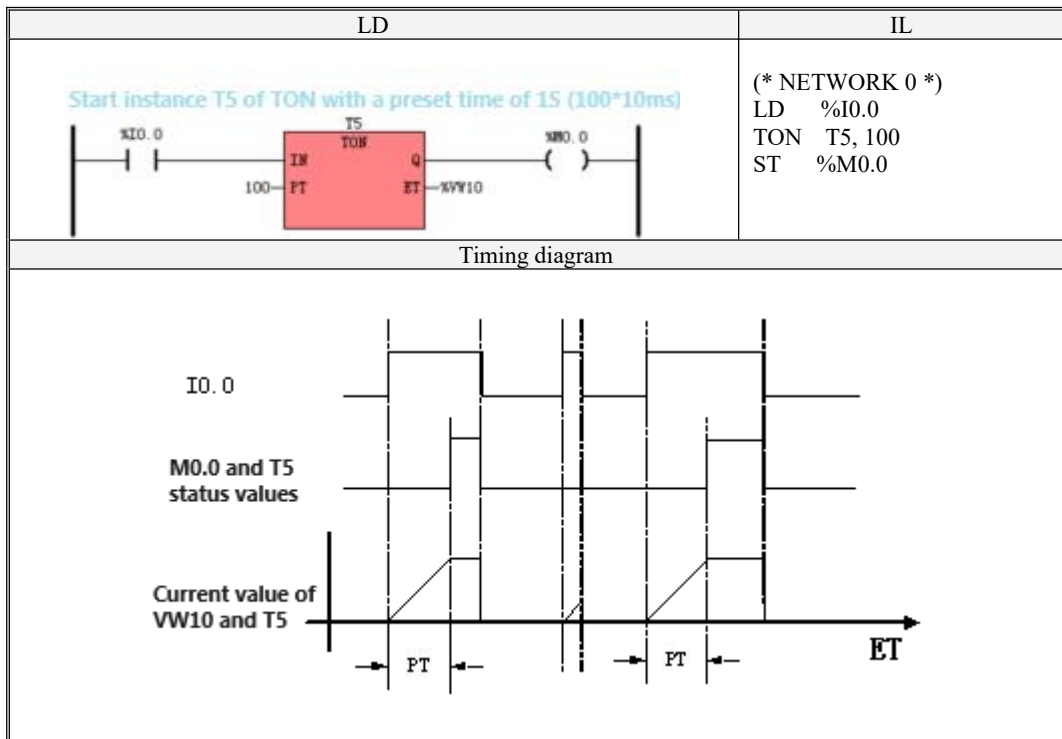 LD
IL
Start instance T5 of TON with a preset time of 1S (100*10ms)
%I0.0
T5
TON
%M0.0
IN
Q
100
PT
ET
%VW10
(* NETWORK 0 *)
LD %I0.0
TON T5, 100
ST %M0.0
Timing diagram
I0.0
M0.0 and T5
status values
Current value of
VW10 and T5
ET
PT
PT